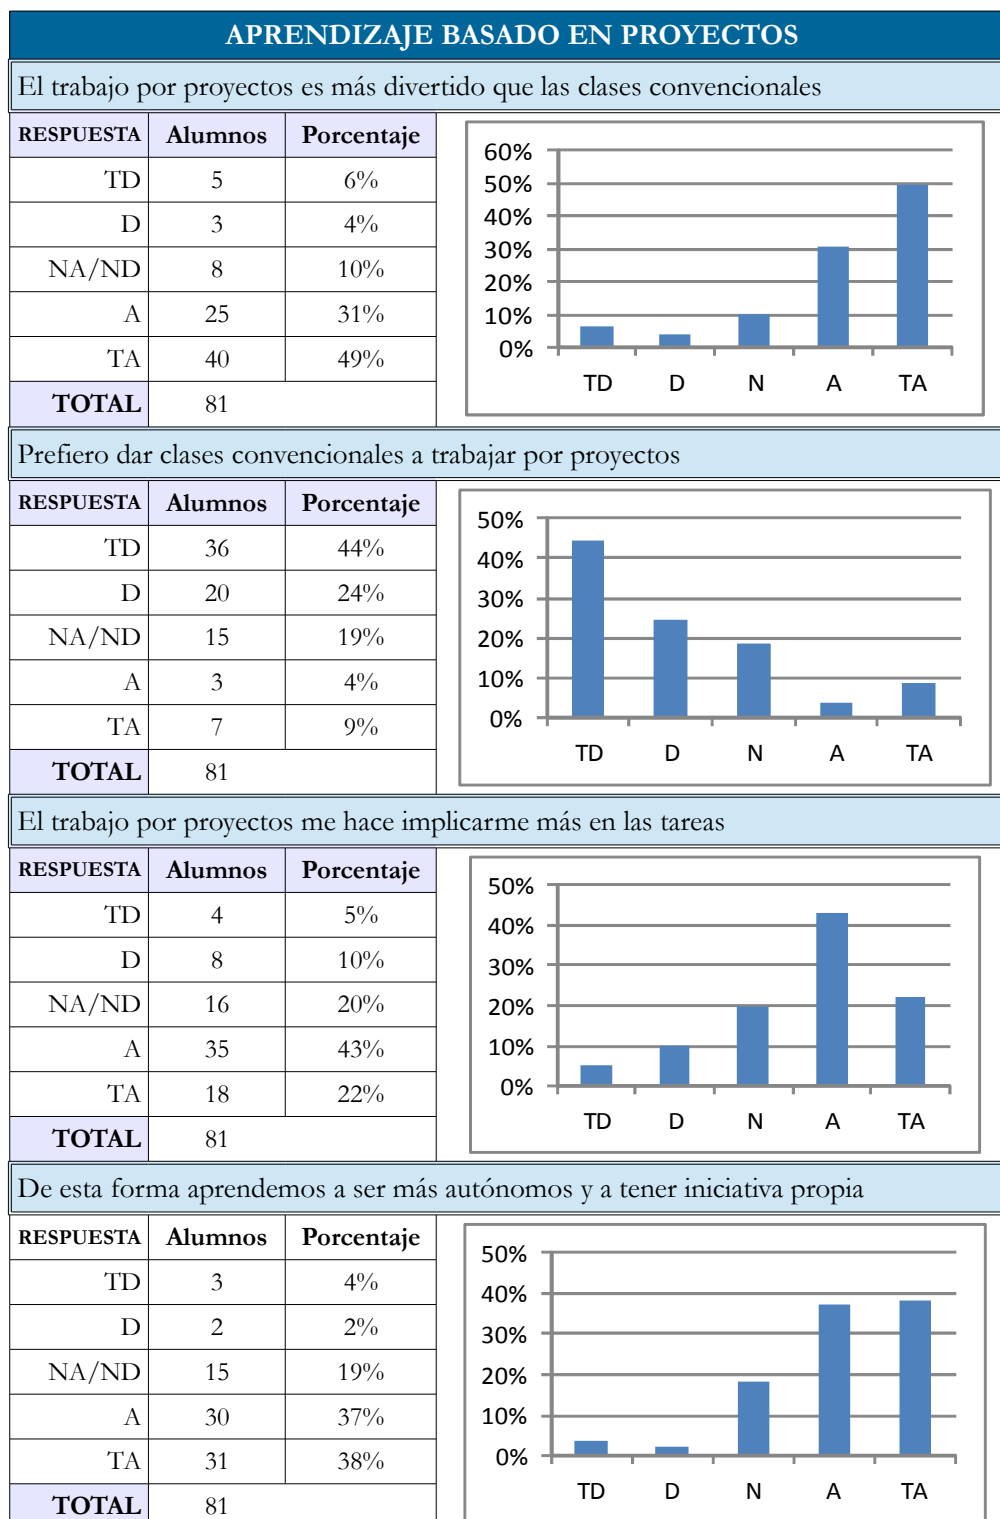 APRENDIZAJE BASADO EN PROYECTOS
El trabajo por proyectos es más divertido que las clases convencionales
RESPUESTA Alumnos Porcentaje
TD 5 6%
D 3 4%
NA/ND 8 10%
A 25 31%
TA 40 49%
TOTAL 81
60%
50%
40%
30%
20%
10%
0%
TD D N A TA
Prefiero dar clases convencionales a trabajar por proyectos
RESPUESTA Alumnos Porcentaje
TD 36 44%
D 20 24%
NA/ND 15 19%
A 3 4%
TA 7 9%
TOTAL 81
50%
40%
30%
20%
10%
0%
TD D N A TA
El trabajo por proyectos me hace implicarme más en las tareas
RESPUESTA Alumnos Porcentaje
TD 4 5%
D 8 10%
NA/ND 16 20%
A 35 43%
TA 18 22%
TOTAL 81
50%
40%
30%
20%
10%
0%
TD D N A TA
De esta forma aprendemos a ser más autónomos y a tener iniciativa propia
RESPUESTA Alumnos Porcentaje
TD 3 4%
D 2 2%
NA/ND 15 19%
A 30 37%
TA 31 38%
TOTAL 81
50%
40%
30%
20%
10%
0%
TD D N A TA